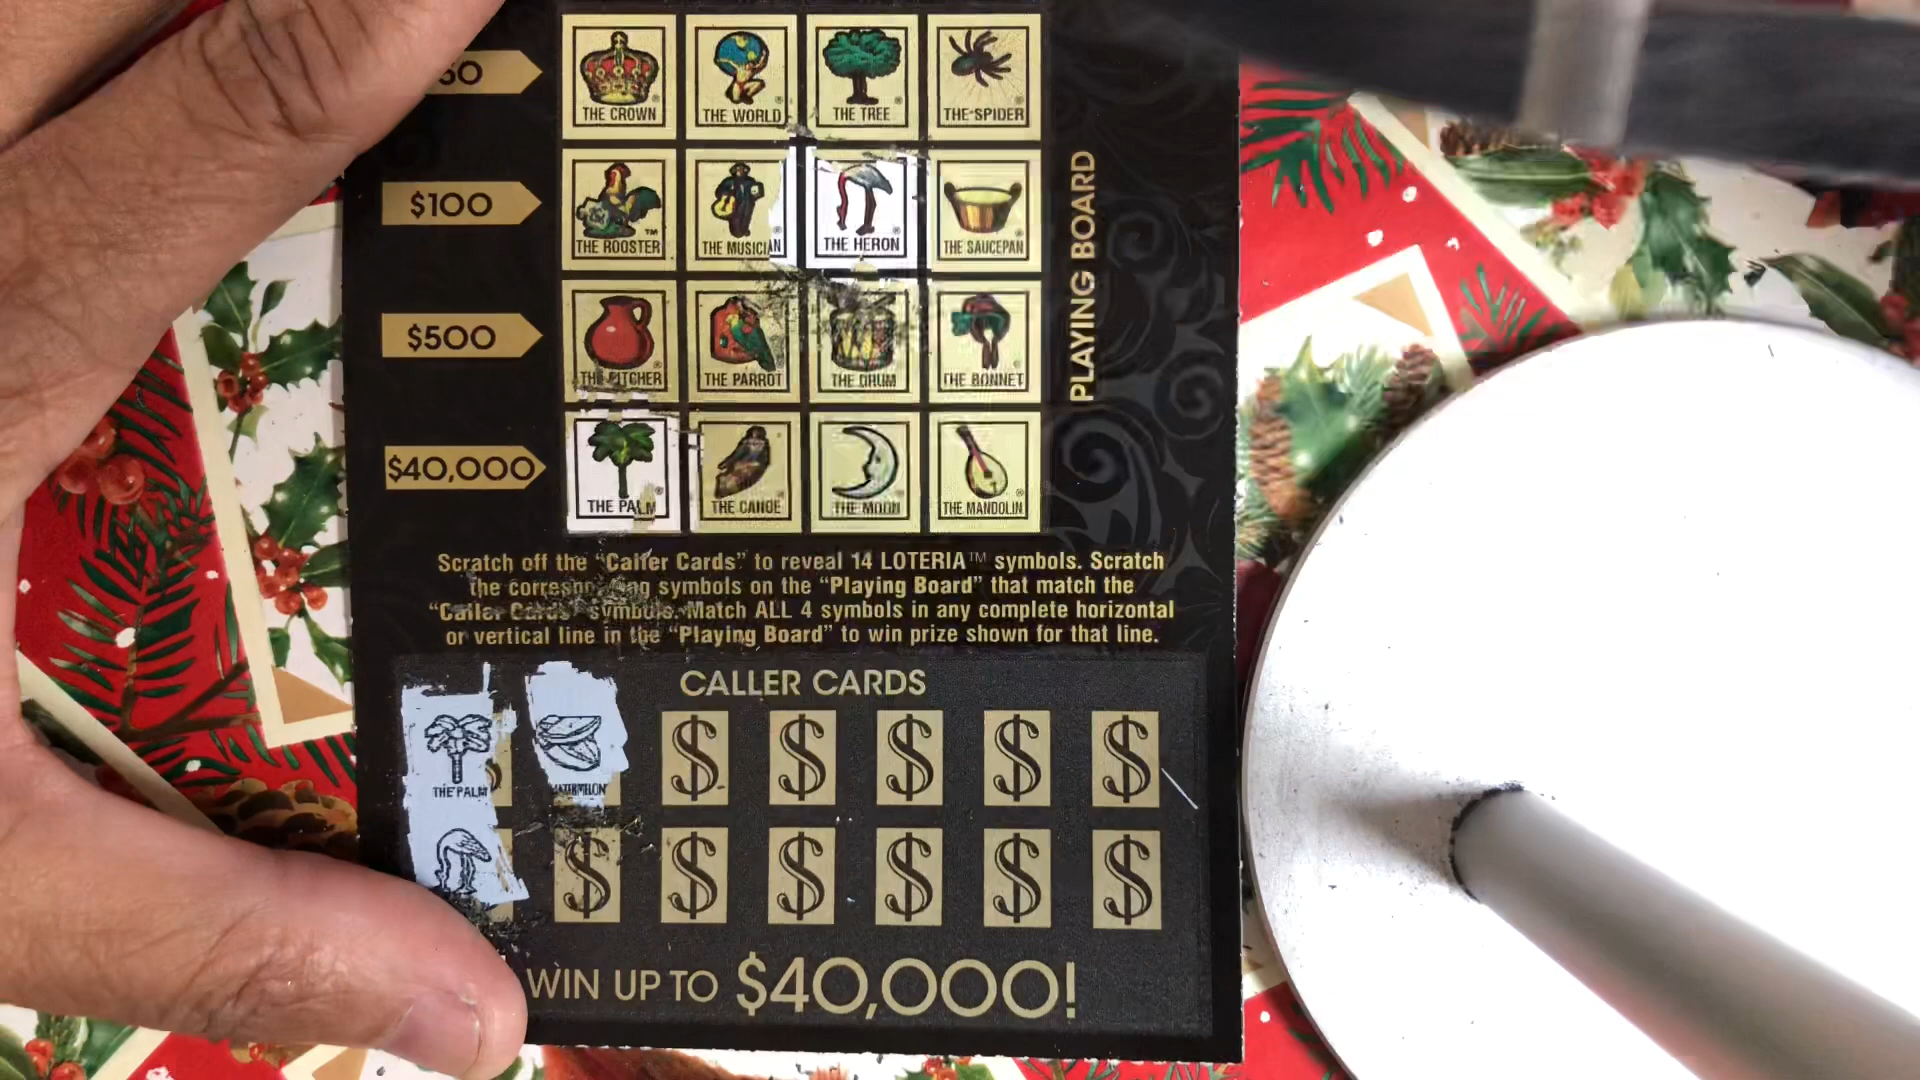 THE CROWN THE WORLD THE TREE THE SPIDER
$100 THE ROOSTER™ THE MUSICIAN THE HERON THE SAUCEPAN
$500 THE PITCHER THE PARROT THE DRUM THE BONNET
$40,000 THE PALM THE CANOE THE MOON THE MANDOLIN
PLAYING BOARD
Scratch off the "Caller Cards" to reveal 14 LOTERIA™ symbols. Scratch
the symbols on the "Playing Board" that match the
"Caller Cards" symbols. Match ALL 4 symbols in any complete horizontal
or vertical line in the "Playing Board" to win prize shown for that line.
CALLER CARDS
THE PALM
$ $ $ $ $
$ $ $ $ $ $
WIN UP TO $40,000!